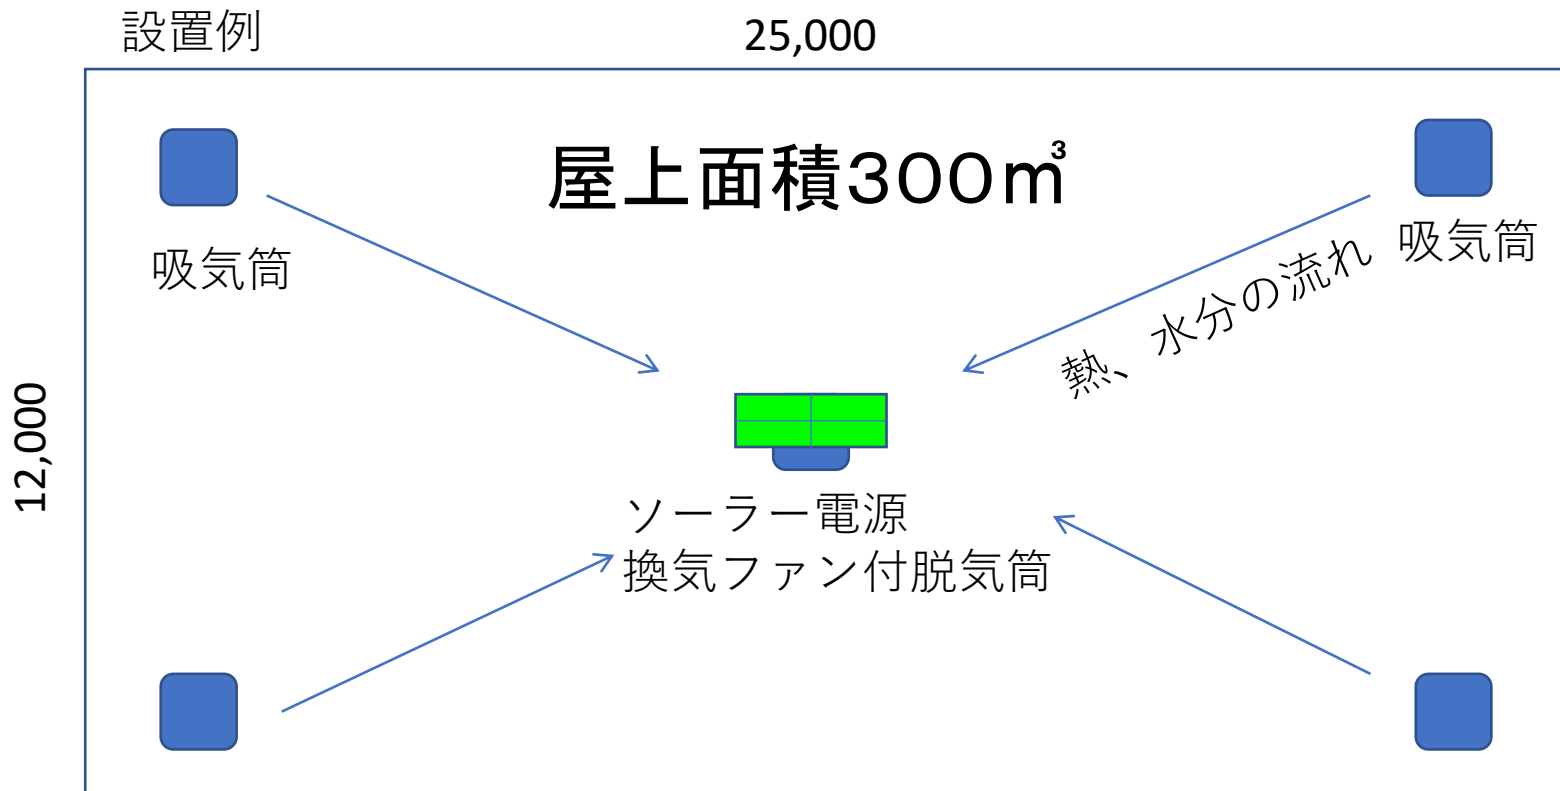 設置例
25,000
屋上面積300㎥
吸気筒
吸気筒
熱、水分の流れ
12,000
ソーラー電源
換気ファン付脱気筒